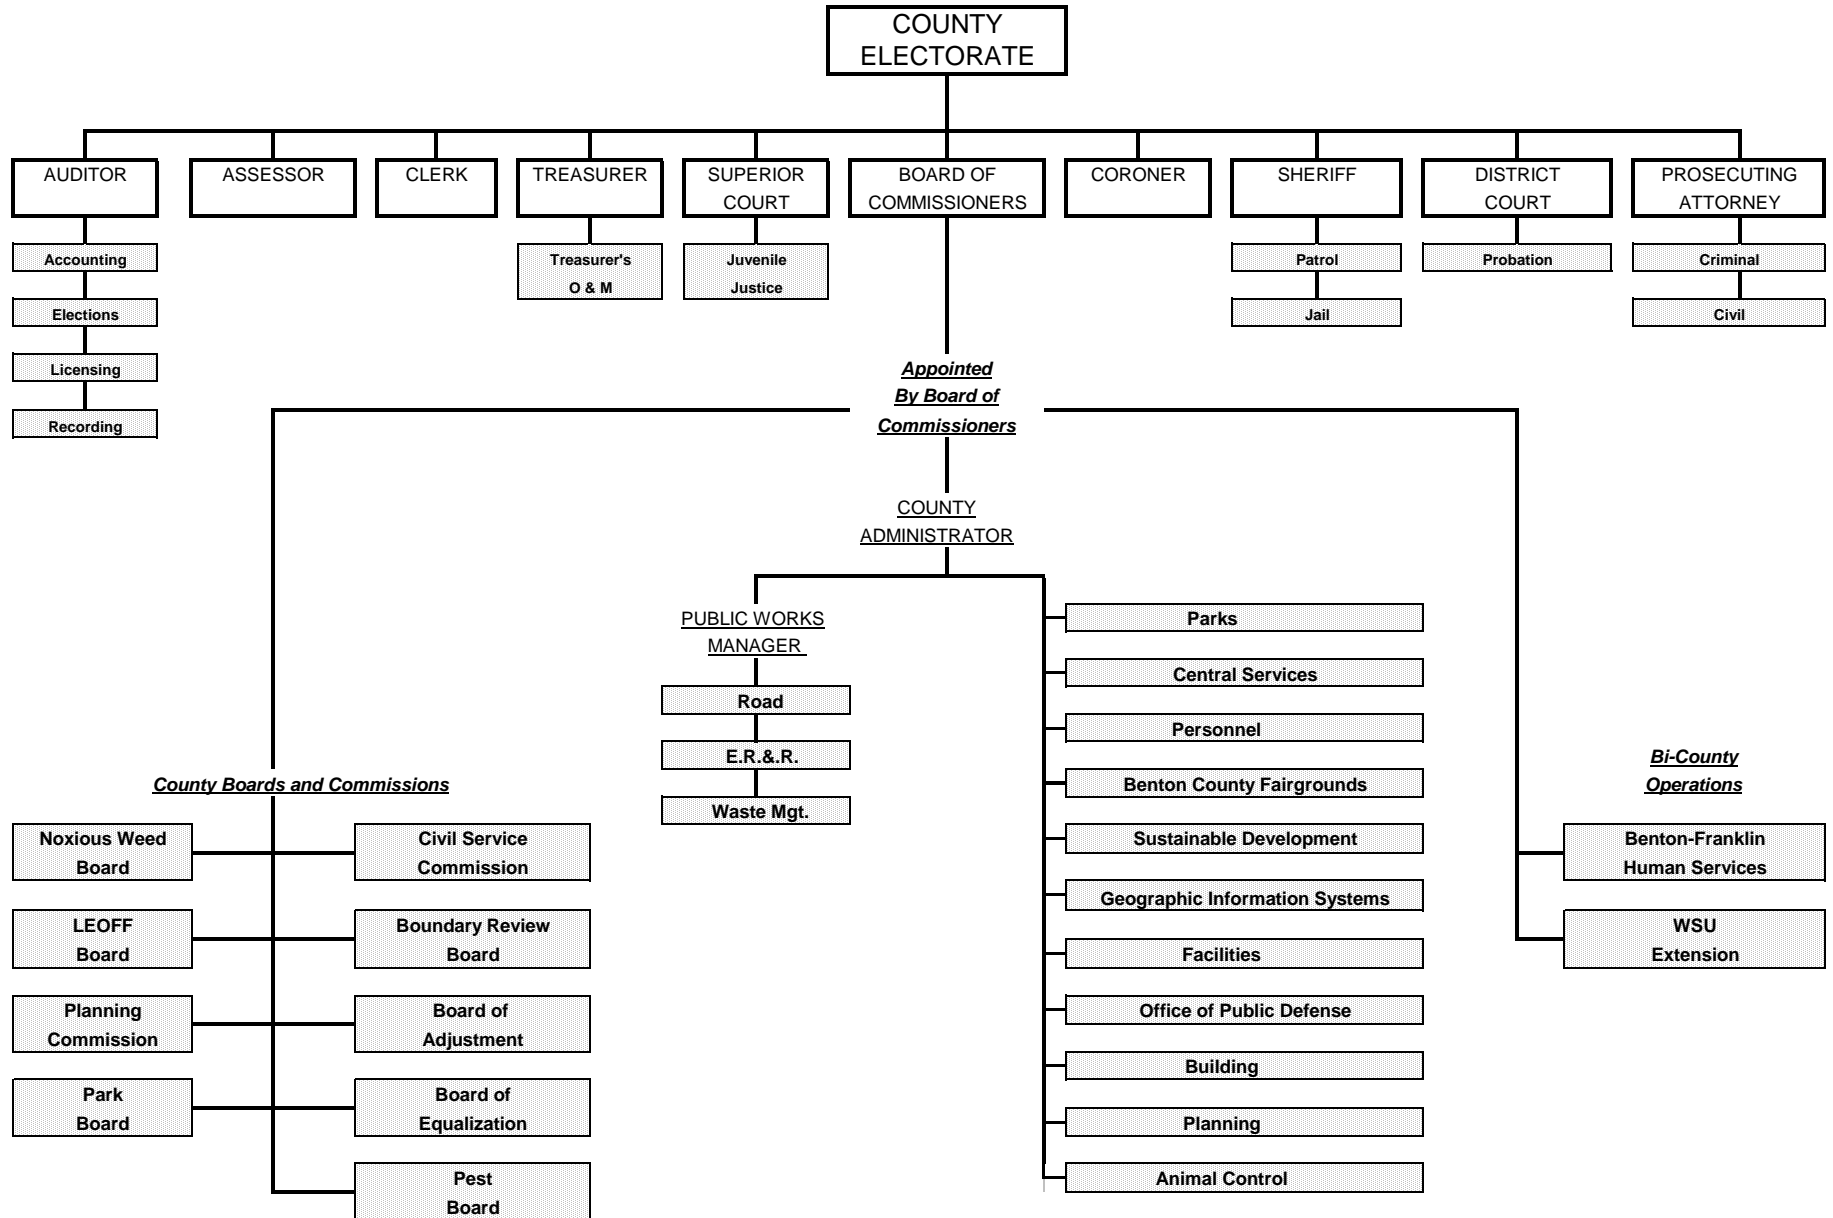 COUNTY
ELECTORATE
AUDITOR
ASSESSOR
CLERK
TREASURER
SUPERIOR
COURT
BOARD OF
COMMISSIONERS
CORONER
SHERIFF
DISTRICT
COURT
PROSECUTING
ATTORNEY
Accounting
Elections
Licensing
Recording
Treasurer's
O & M
Juvenile
Justice
Patrol
Jail
Probation
Criminal
Civil
Appointed
By Board of
Commissioners
COUNTY
ADMINISTRATOR
PUBLIC WORKS
MANAGER
Road
E.R.&.R.
Waste Mgt.
Parks
Central Services
Personnel
Benton County Fairgrounds
Sustainable Development
Geographic Information Systems
Facilities
Office of Public Defense
Building
Planning
Animal Control
County Boards and Commissions
Noxious Weed
Board
Civil Service
Commission
LEOFF
Board
Boundary Review
Board
Planning
Commission
Board of
Adjustment
Park
Board
Board of
Equalization
Pest
Board
Bi-County
Operations
Benton-Franklin
Human Services
WSU
Extension